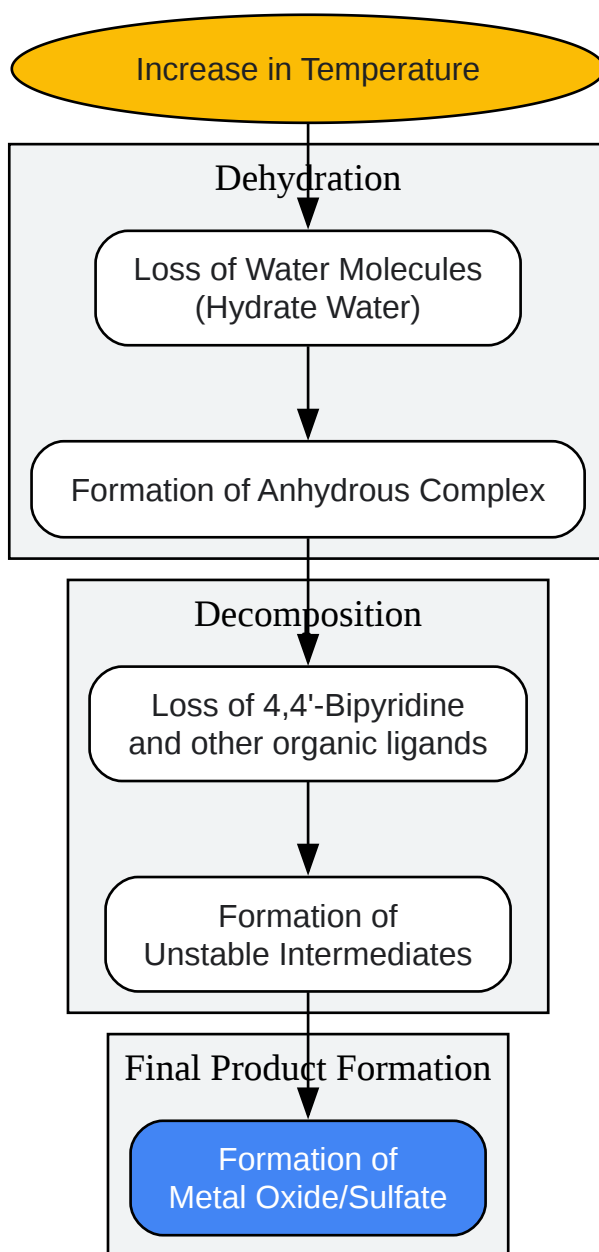 Increase in Temperature
Dehydration
Loss of Water Molecules
(Hydrate Water)
Formation of Anhydrous Complex
Decomposition
Loss of 4,4'-Bipyridine
and other organic ligands
Formation of
Unstable Intermediates
Final Product Formation
Formation of
Metal Oxide/Sulfate